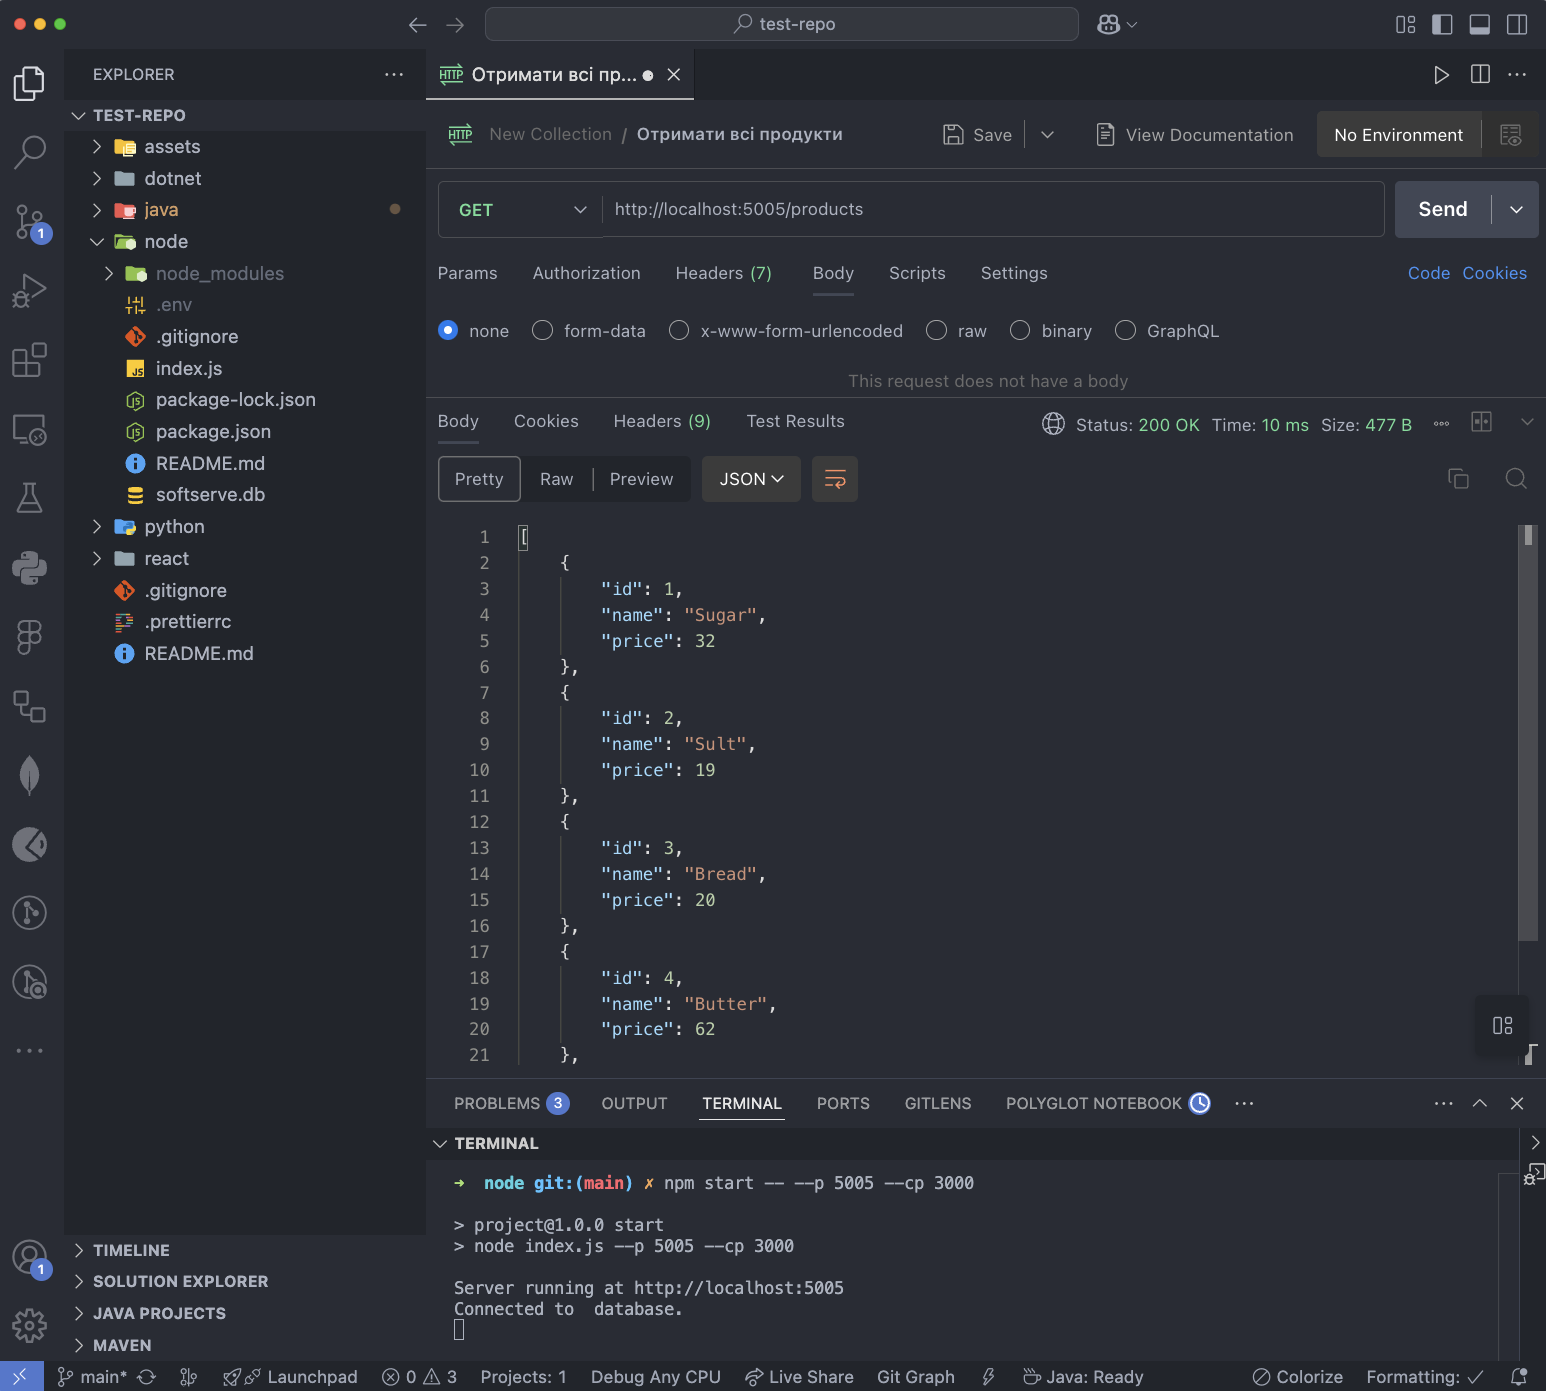 test-repo
EXPLORER
TEST-REPO
assets
dotnet
java
node
node_modules
.env
.gitignore
index.js
package-lock.json
package.json
README.md
softserve.db
python
react
.gitignore
.prettierrc
README.md
TIMELINE
SOLUTION EXPLORER
JAVA PROJECTS
MAVEN
1
1
HTTP Отримати всі пр...
HTTP New Collection / Отримати всі продукти
Save
View Documentation
No Environment
GET
http://localhost:5005/products
Send
Params Authorization Headers (7) Body Scripts Settings
Code Cookies
none form-data x-www-form-urlencoded raw binary GraphQL
This request does not have a body
Body Cookies Headers (9) Test Results
Status: 200 OK Time: 10 ms Size: 477 B
Pretty Raw Preview JSON
1 [
2 {
3 "id": 1,
4 "name": "Sugar",
5 "price": 32
6 },
7 {
8 "id": 2,
9 "name": "Sult",
10 "price": 19
11 },
12 {
13 "id": 3,
14 "name": "Bread",
15 "price": 20
16 },
17 {
18 "id": 4,
19 "name": "Butter",
20 "price": 62
21 },
PROBLEMS 3 OUTPUT TERMINAL PORTS GITLENS POLYGLOT NOTEBOOK
TERMINAL
➜ node git:(main) ✗ npm start -- --p 5005 --cp 3000
> project@1.0.0 start
> node index.js --p 5005 --cp 3000
Server running at http://localhost:5005
Connected to  database.
main* Launchpad 0 3 Projects: 1 Debug Any CPU Live Share Git Graph Java: Ready Colorize Formatting: ✓